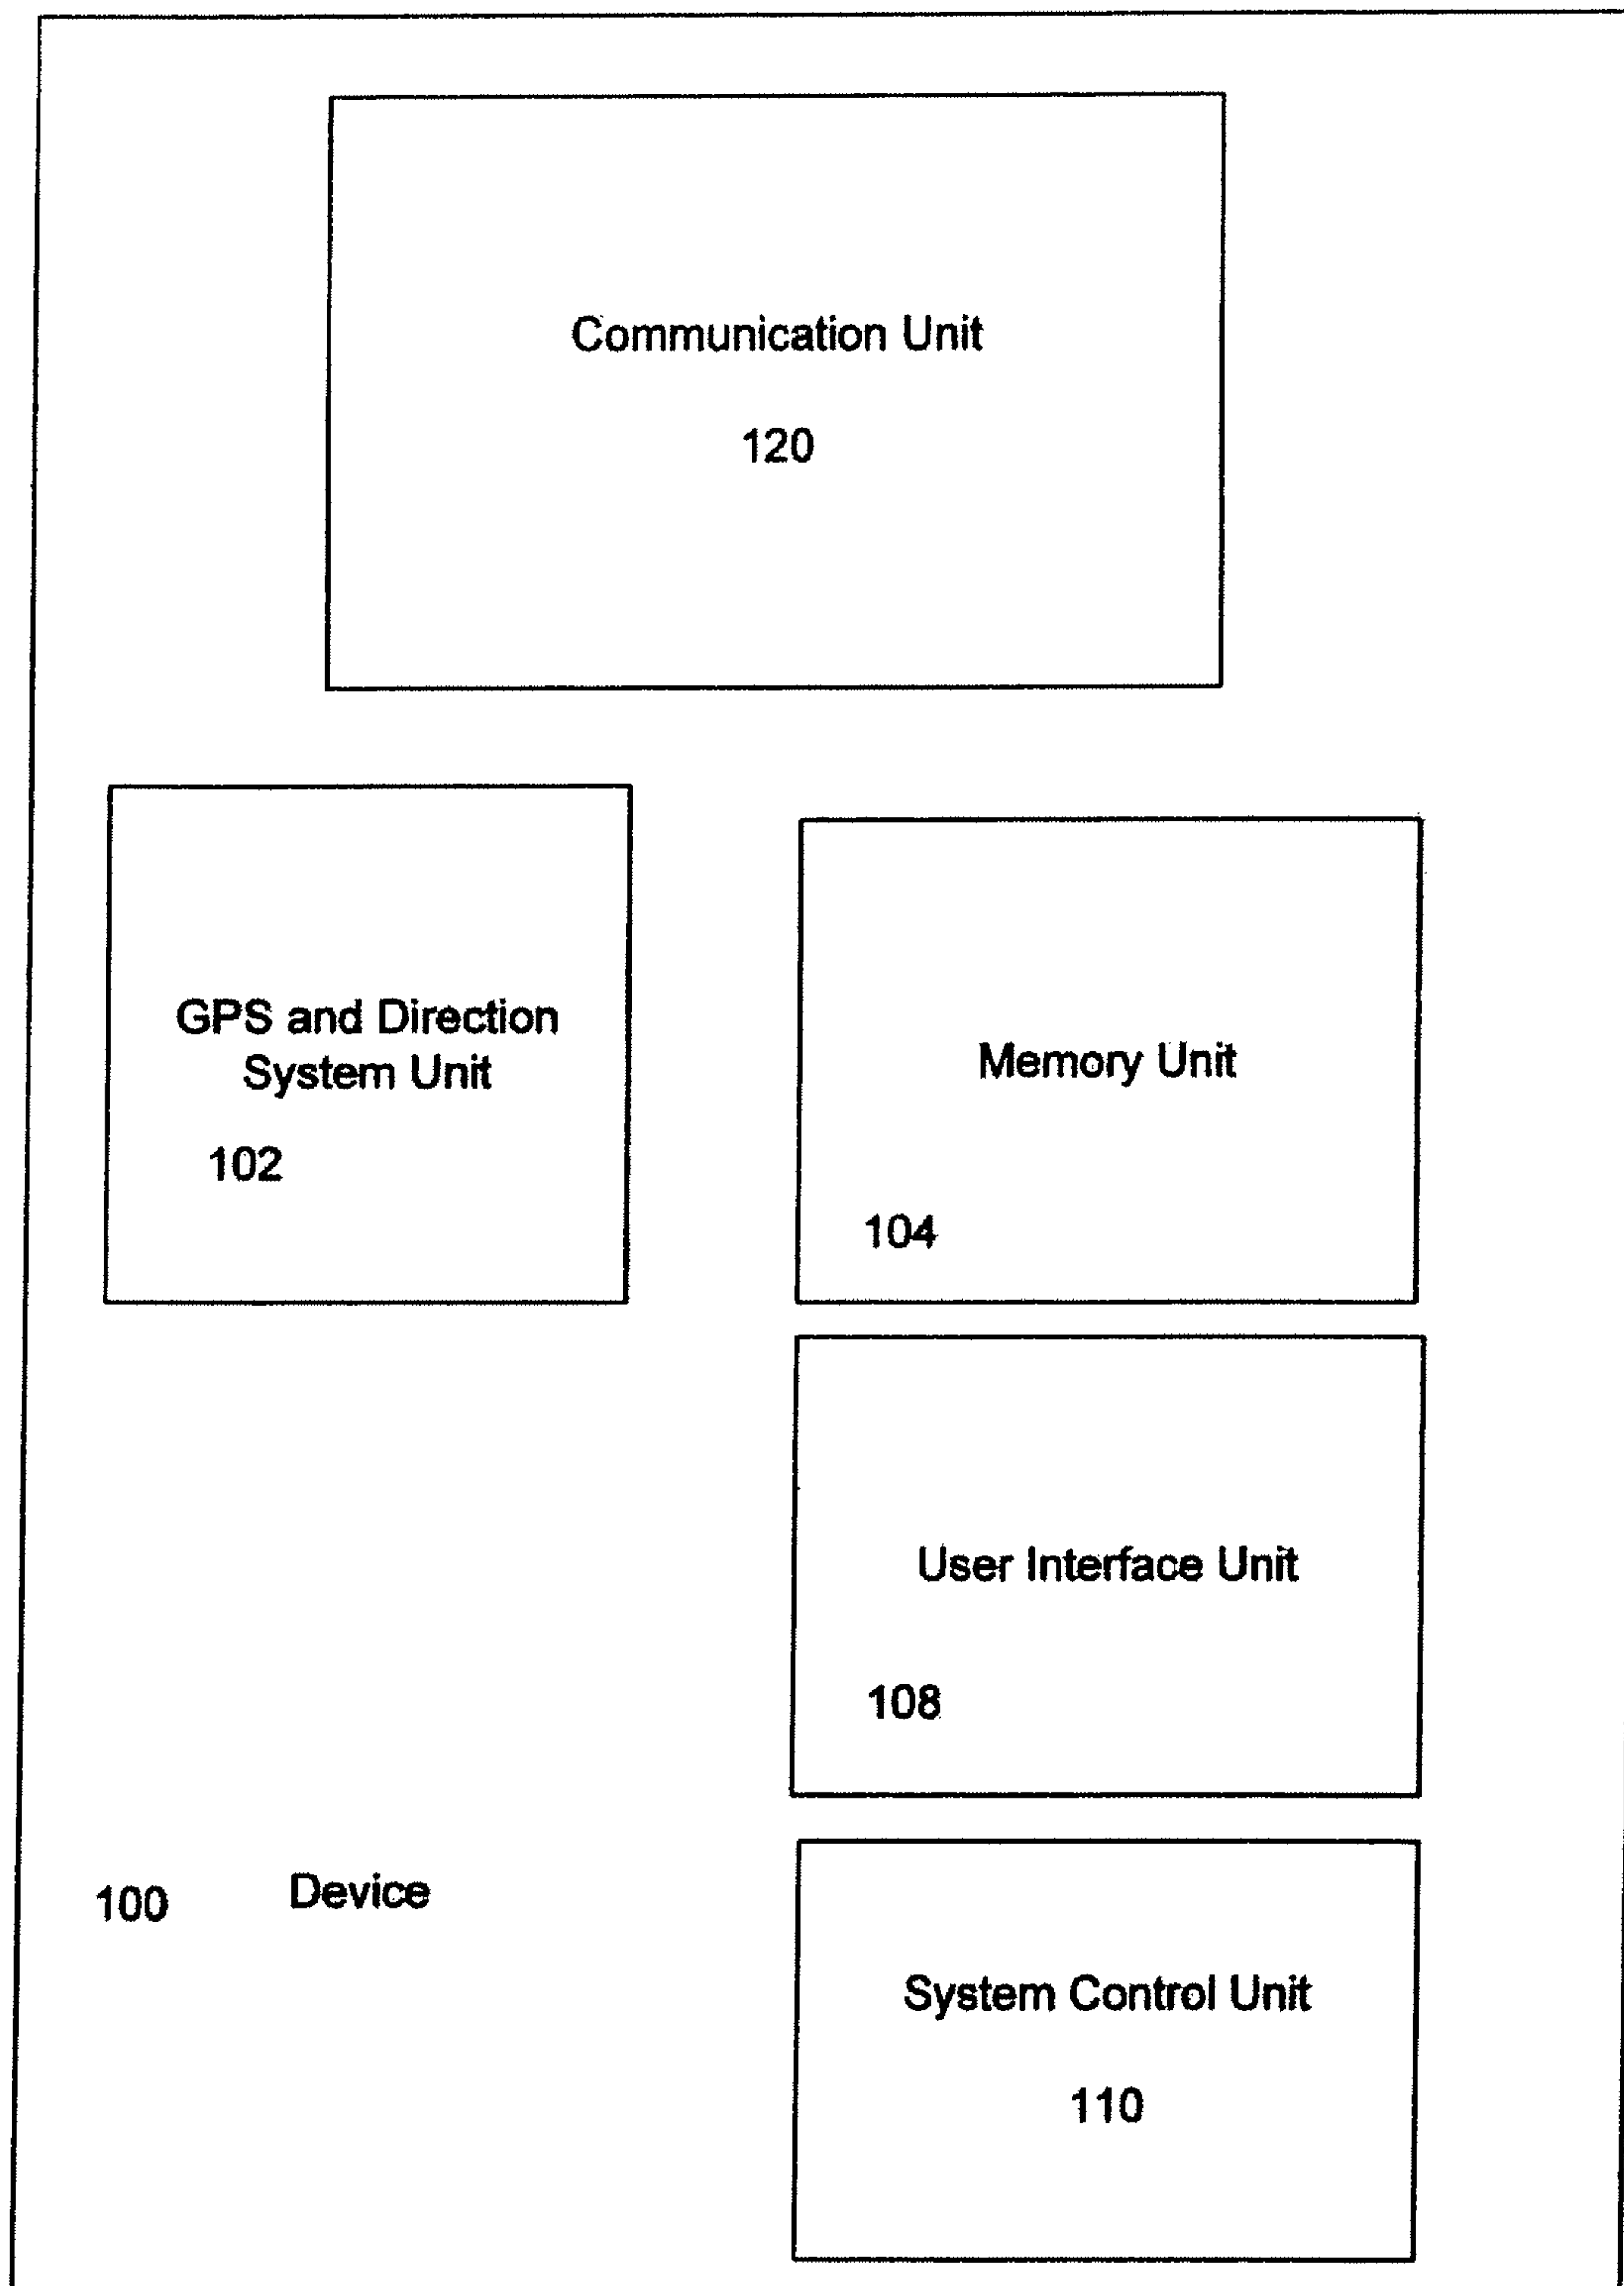 Communication Unit
120
GPS and Direction
System Unit
102
Memory Unit
104
User Interface Unit
108
100 Device
System Control Unit
110